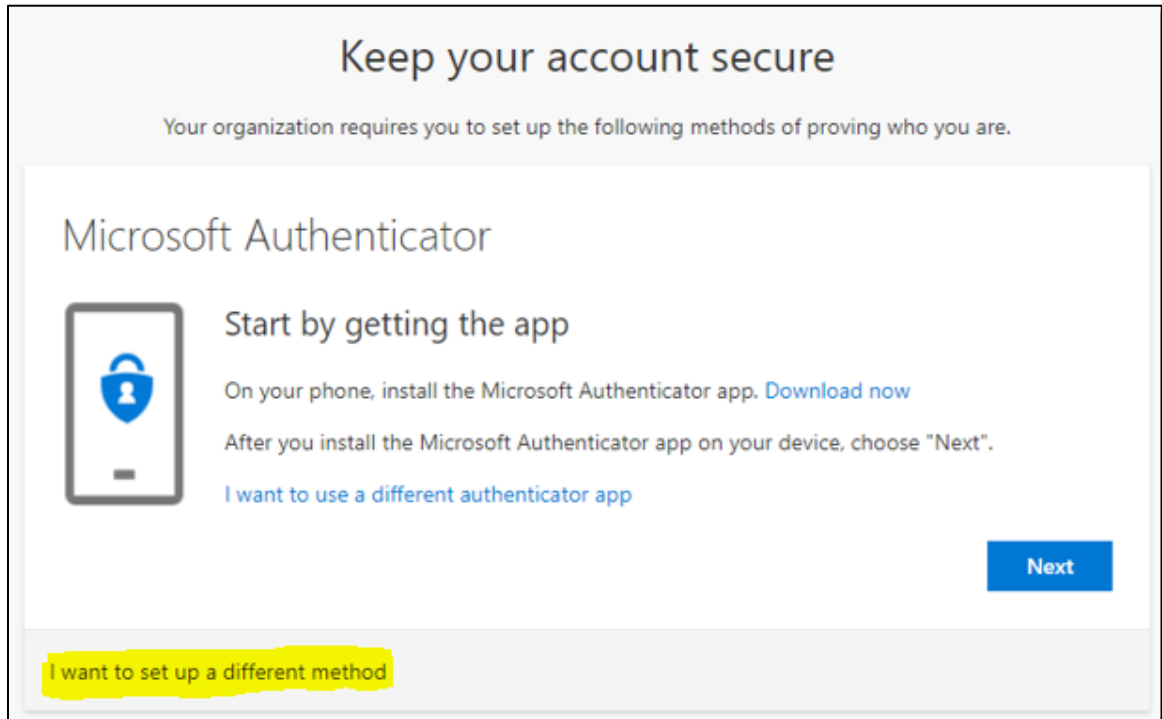 Keep your account secure
Your organization requires you to set up the following methods of proving who you are.
Microsoft Authenticator
Start by getting the app
On your phone, install the Microsoft Authenticator app. Download now
After you install the Microsoft Authenticator app on your device, choose "Next".
I want to use a different authenticator app
Next
I want to set up a different method